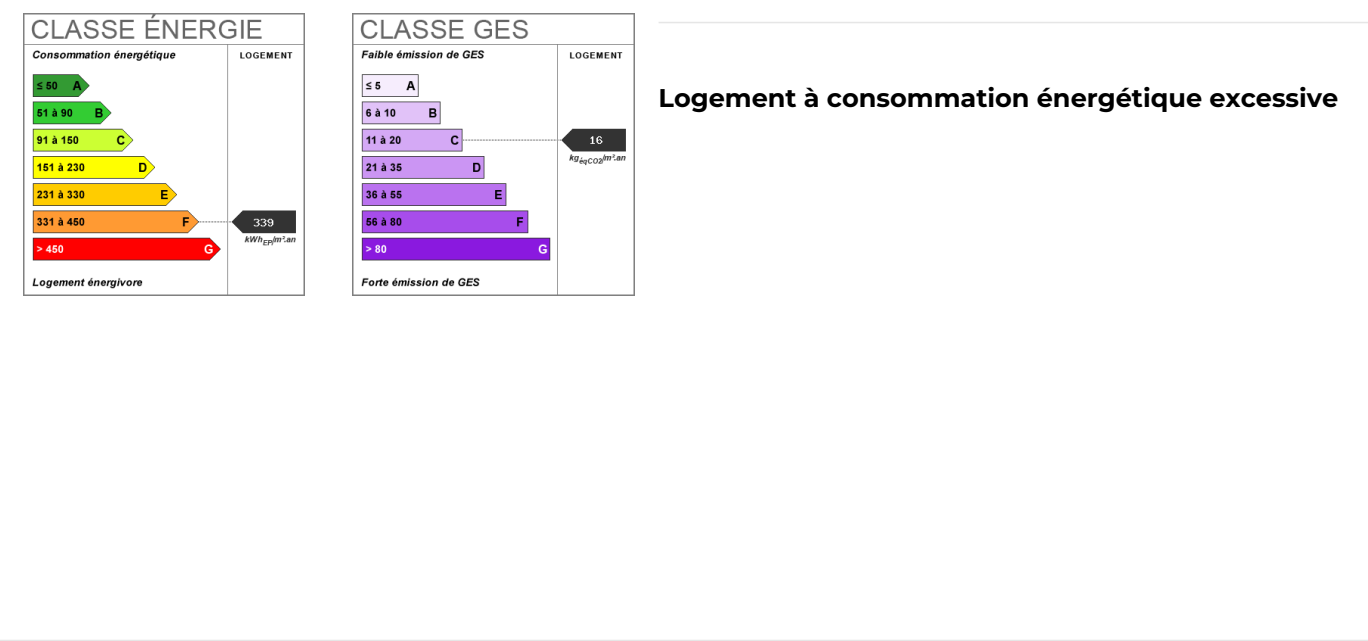 CLASSE ÉNERGIE
Consommation énergétique
LOGEMENT
≤ 50 A
51 à 90 B
91 à 150 C
151 à 230 D
231 à 330 E
331 à 450 F
339
kWhEP/m².an
> 450 G
Logement énergivore
CLASSE GES
Faible émission de GES
LOGEMENT
≤ 5 A
6 à 10 B
11 à 20 C
16
kgéqCO2/m².an
21 à 35 D
36 à 55 E
56 à 80 F
> 80 G
Forte émission de GES
Logement à consommation énergétique excessive